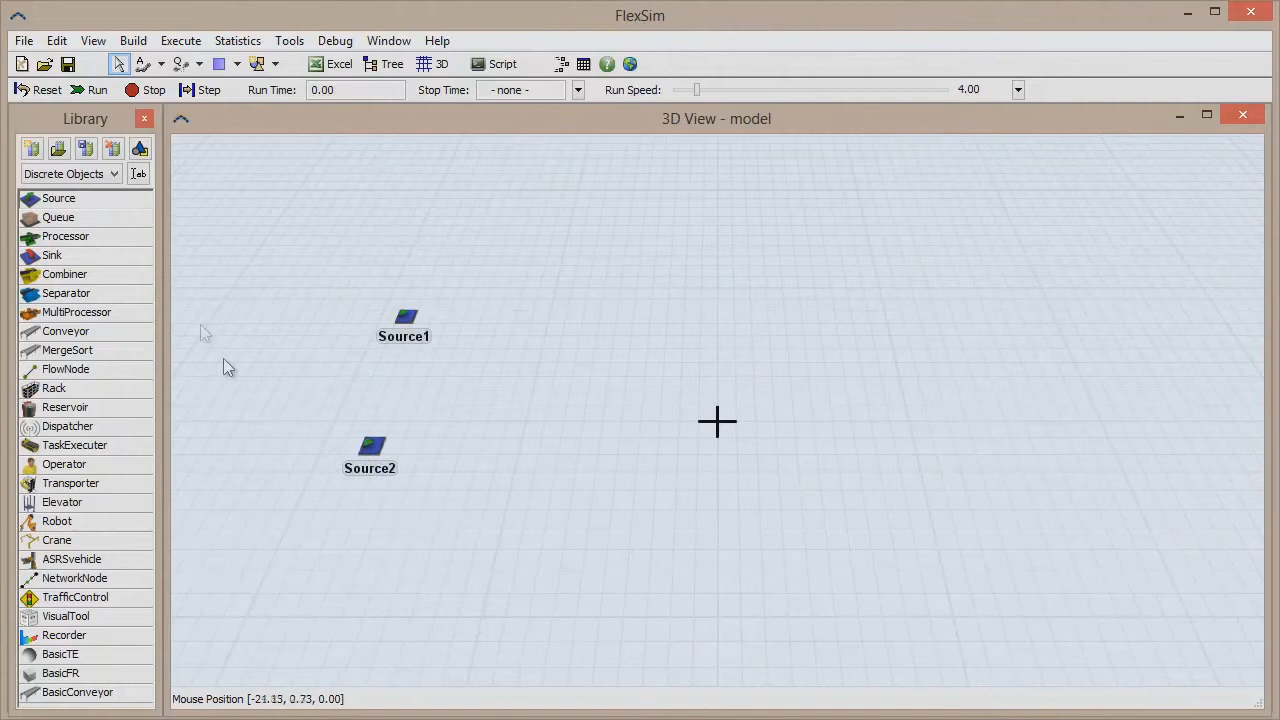 FlexSim
File Edit View Build Execute Statistics Tools Debug Window Help
Excel Tree 3D Script
Reset Run Stop Step Run Time: 0.00 Stop Time: - none - Run Speed: 4.00
Library
3D View - model
Discrete Objects
ab
Source
Queue
Processor
Sink
Combiner
Separator
MultiProcessor
Conveyor
MergeSort
FlowNode
Rack
Reservoir
Dispatcher
TaskExecuter
Operator
Transporter
Elevator
Robot
Crane
ASRSvehicle
NetworkNode
TrafficControl
VisualTool
Recorder
BasicTE
BasicFR
BasicConveyor
Source1
Source2
Mouse Position [-21.13, 0.73, 0.00]